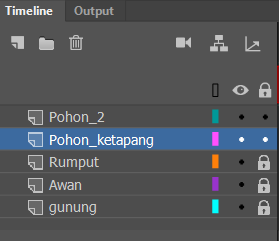 Timeline Output
Pohon_2
Pohon_ketapang
Rumput
Awan
gunung